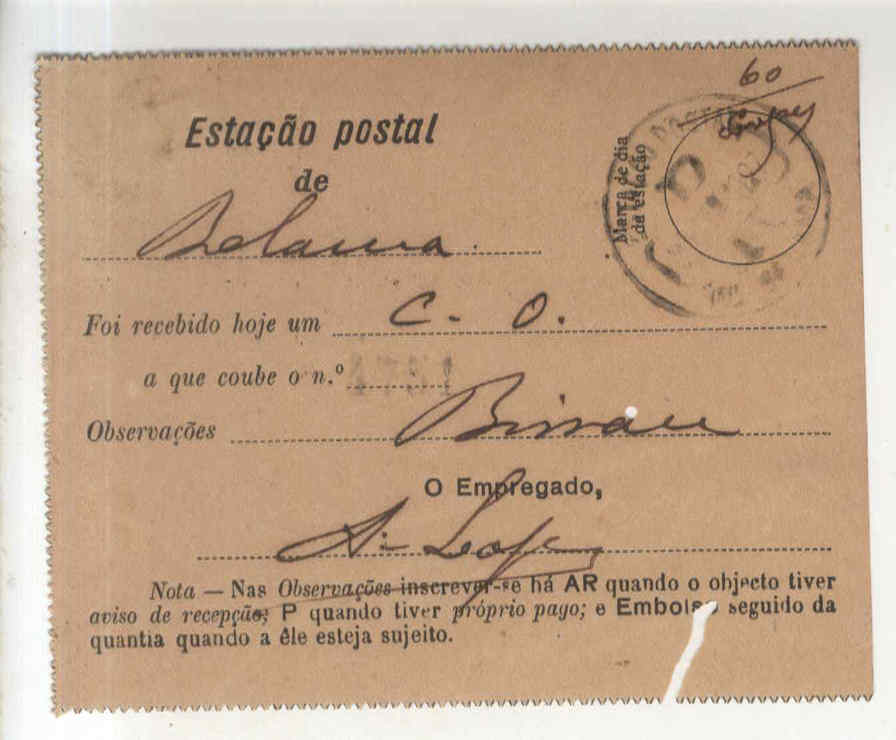 60
Estação postal
de
Bolama.
Marca de dia
da estação
Foi recebido hoje um C. O.
a que coube o n.º
Observações Bissau
O Empregado,
A. Lopes
Nota — Nas Observações inscrever-se há AR quando o objecto tiver
aviso de recepção; P quando tiver próprio pago; e Embolso seguido da
quantia quando a êle esteja sujeito.